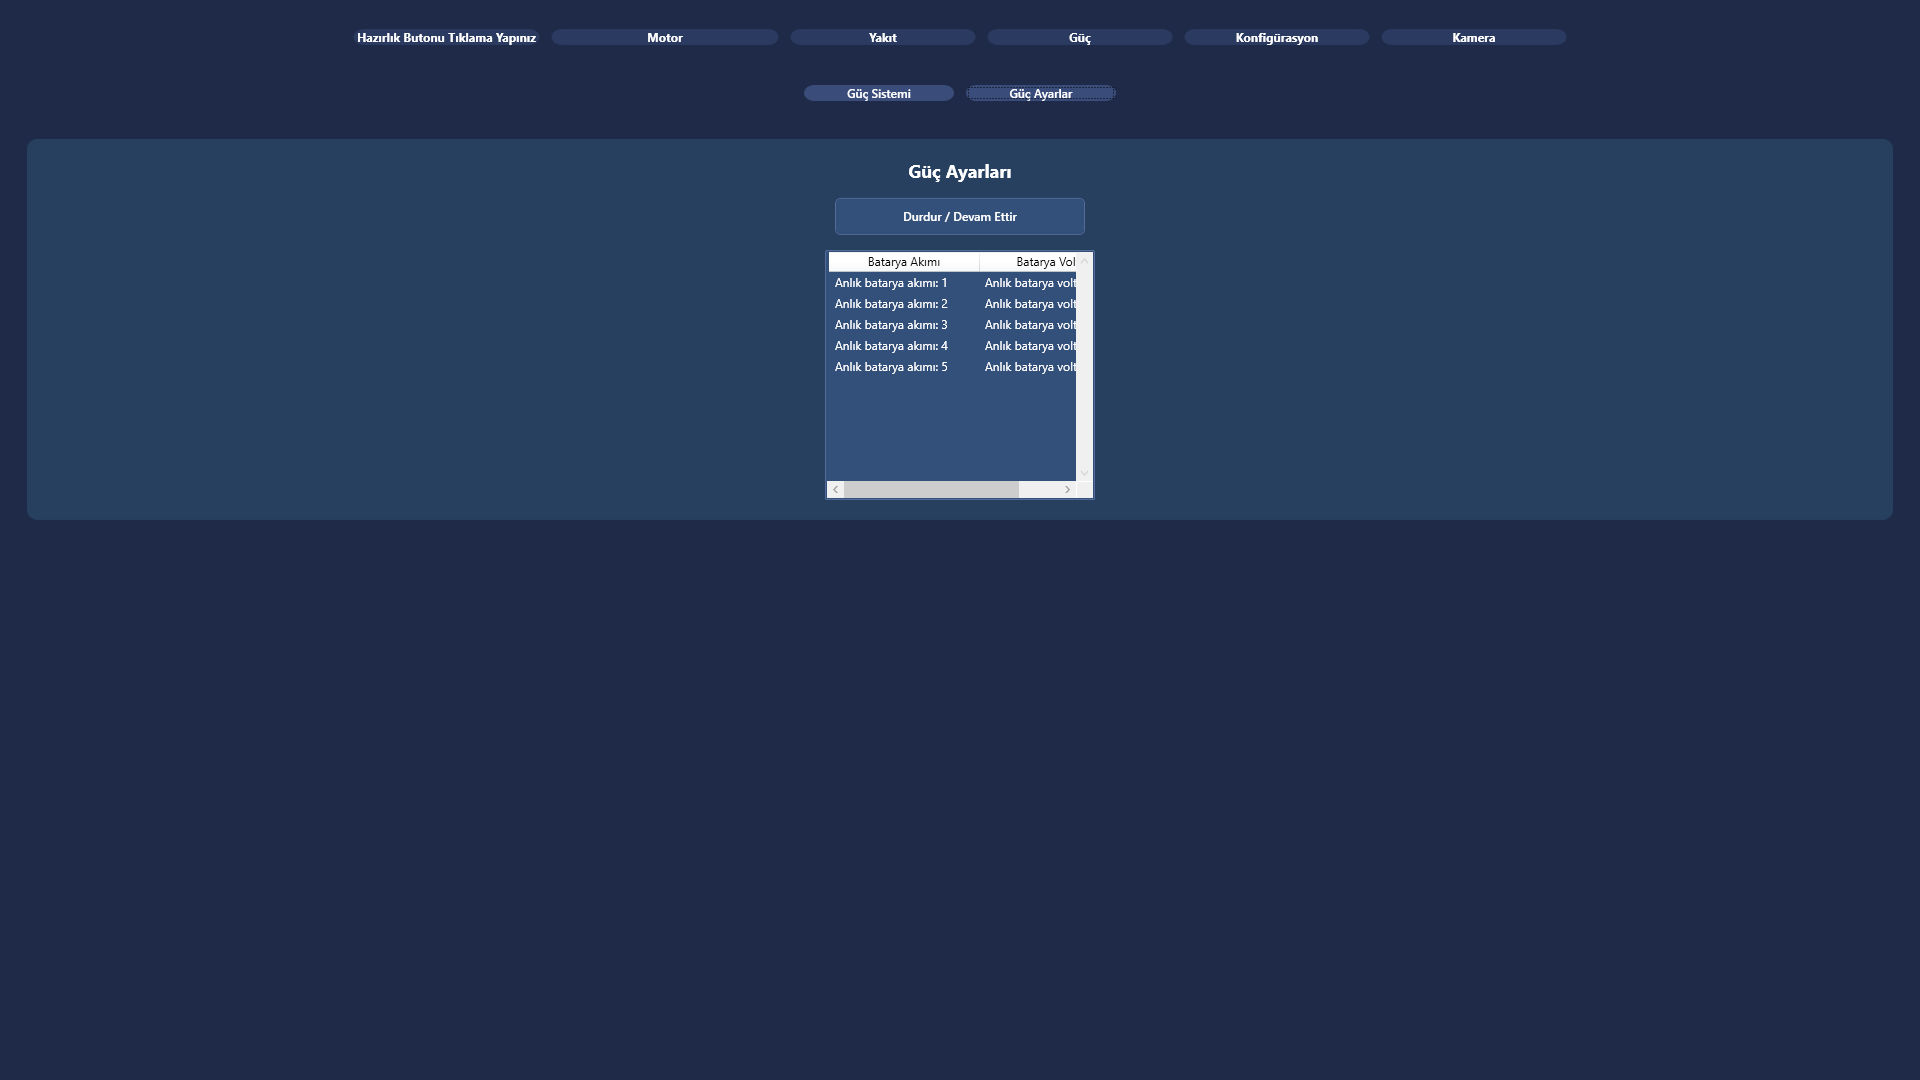 Hazırlık Butonu Tıklama Yapınız Motor Yakıt Güç Konfigürasyon Kamera
Güç Sistemi Güç Ayarlar
Güç Ayarları
Durdur / Devam Ettir
Batarya Akımı Batarya Vol
Anlık batarya akımı: 1 Anlık batarya volt
Anlık batarya akımı: 2 Anlık batarya volt
Anlık batarya akımı: 3 Anlık batarya volt
Anlık batarya akımı: 4 Anlık batarya volt
Anlık batarya akımı: 5 Anlık batarya volt